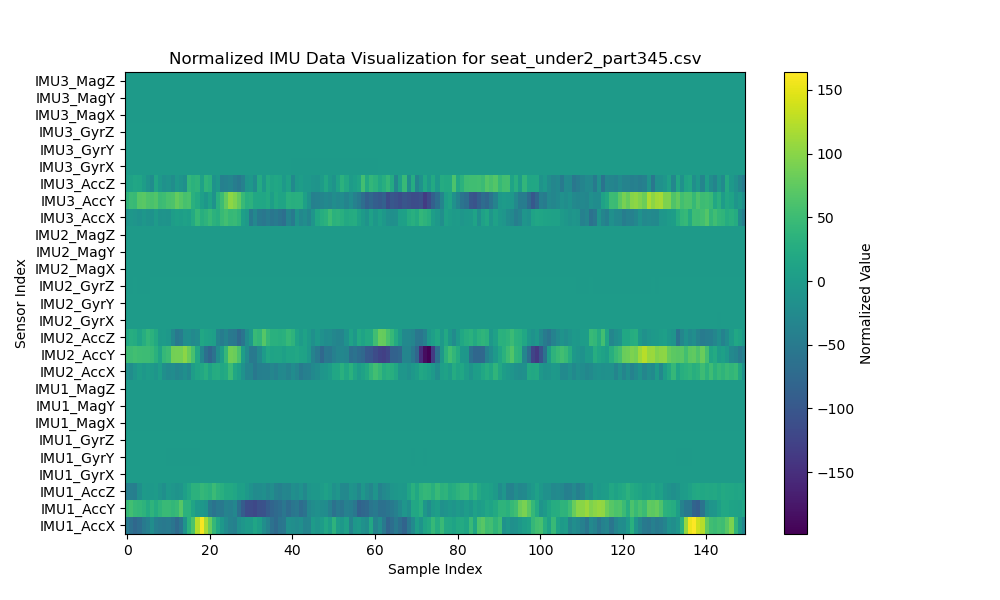 Normalized IMU Data Visualization for seat_under2_part345.csv
IMU3_MagZ
IMU3_MagY
IMU3_MagX
IMU3_GyrZ
IMU3_GyrY
IMU3_GyrX
IMU3_AccZ
IMU3_AccY
IMU3_AccX
IMU2_MagZ
IMU2_MagY
IMU2_MagX
IMU2_GyrZ
IMU2_GyrY
IMU2_GyrX
IMU2_AccZ
IMU2_AccY
IMU2_AccX
IMU1_MagZ
IMU1_MagY
IMU1_MagX
IMU1_GyrZ
IMU1_GyrY
IMU1_GyrX
IMU1_AccZ
IMU1_AccY
IMU1_AccX
Sensor Index
0 20 40 60 80 100 120 140
Sample Index
150
100
50
0
−50
−100
−150
Normalized Value